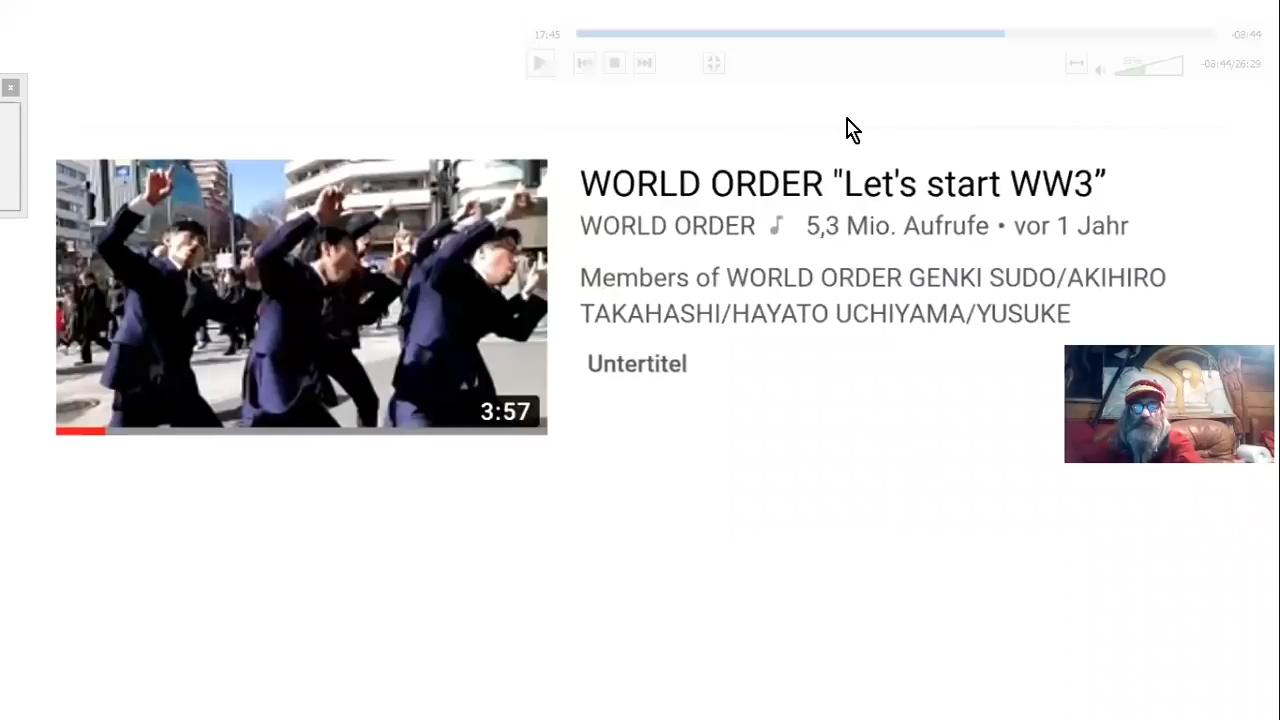 17:45
-08:44
-08:44/26:29
WORLD ORDER "Let's start WW3”
WORLD ORDER 5,3 Mio. Aufrufe • vor 1 Jahr
Members of WORLD ORDER GENKI SUDO/AKIHIRO
TAKAHASHI/HAYATO UCHIYAMA/YUSUKE
Untertitel
3:57